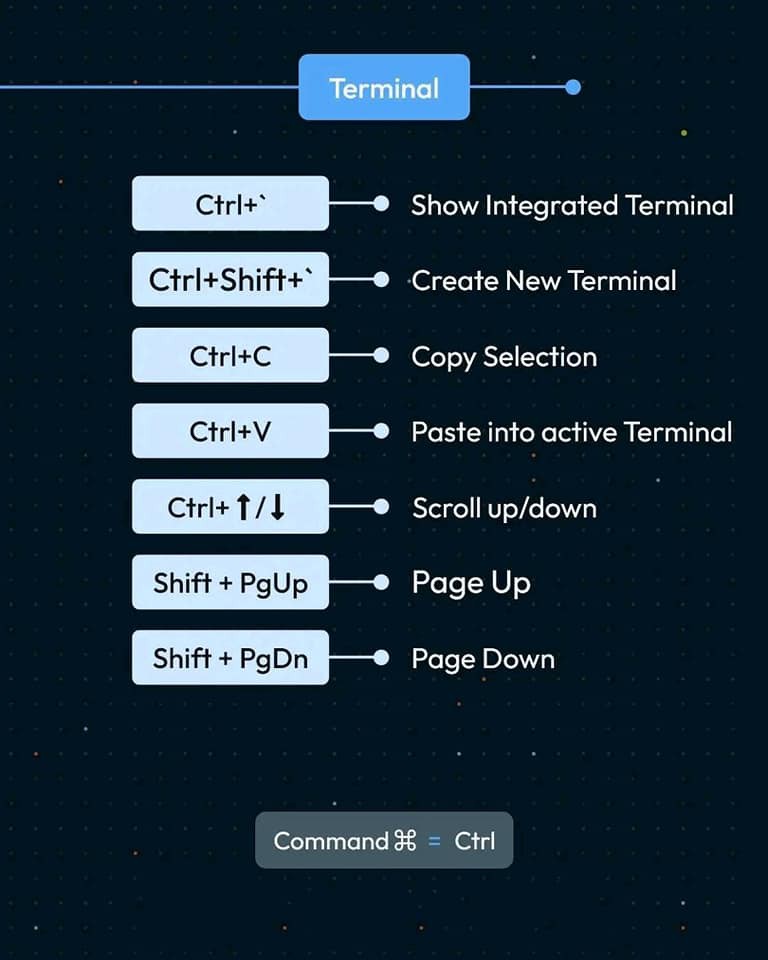 Terminal
Ctrl+` Show Integrated Terminal
Ctrl+Shift+` Create New Terminal
Ctrl+C Copy Selection
Ctrl+V Paste into active Terminal
Ctrl+↑/↓ Scroll up/down
Shift + PgUp Page Up
Shift + PgDn Page Down
Command⌘ = Ctrl